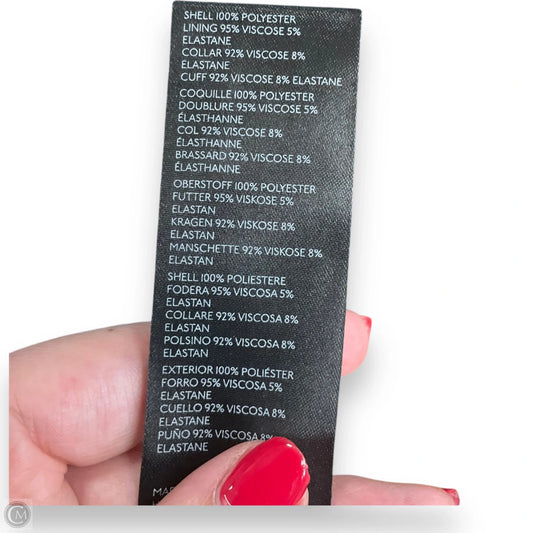 SHELL 100% POLYESTER
LINING 95% VISCOSE 5%
ELASTANE
COLLAR 92% VISCOSE 8%
ELASTANE
CUFF 92% VISCOSE 8% ELASTANE
COQUILLE 100% POLYESTER
DOUBLURE 95% VISCOSE 5%
ÉLASTHANNE
COL 92% VISCOSE 8%
ÉLASTHANNE
BRASSARD 92% VISCOSE 8%
ÉLASTHANNE
OBERSTOFF 100% POLYESTER
FUTTER 95% VISKOSE 5%
ELASTAN
KRAGEN 92% VISKOSE 8%
ELASTAN
MANSCHETTE 92% VISKOSE 8%
ELASTAN
SHELL 100% POLIESTERE
FODERA 95% VISCOSA 5%
ELASTAN
COLLARE 92% VISCOSA 8%
ELASTAN
POLSINO 92% VISCOSA 8%
ELASTAN
EXTERIOR 100% POLIÉSTER
FORRO 95% VISCOSA 5%
ELASTANE
CUELLO 92% VISCOSA 8%
ELASTANE
PUÑO 92% VISCOSA 8%
ELASTANE
CM